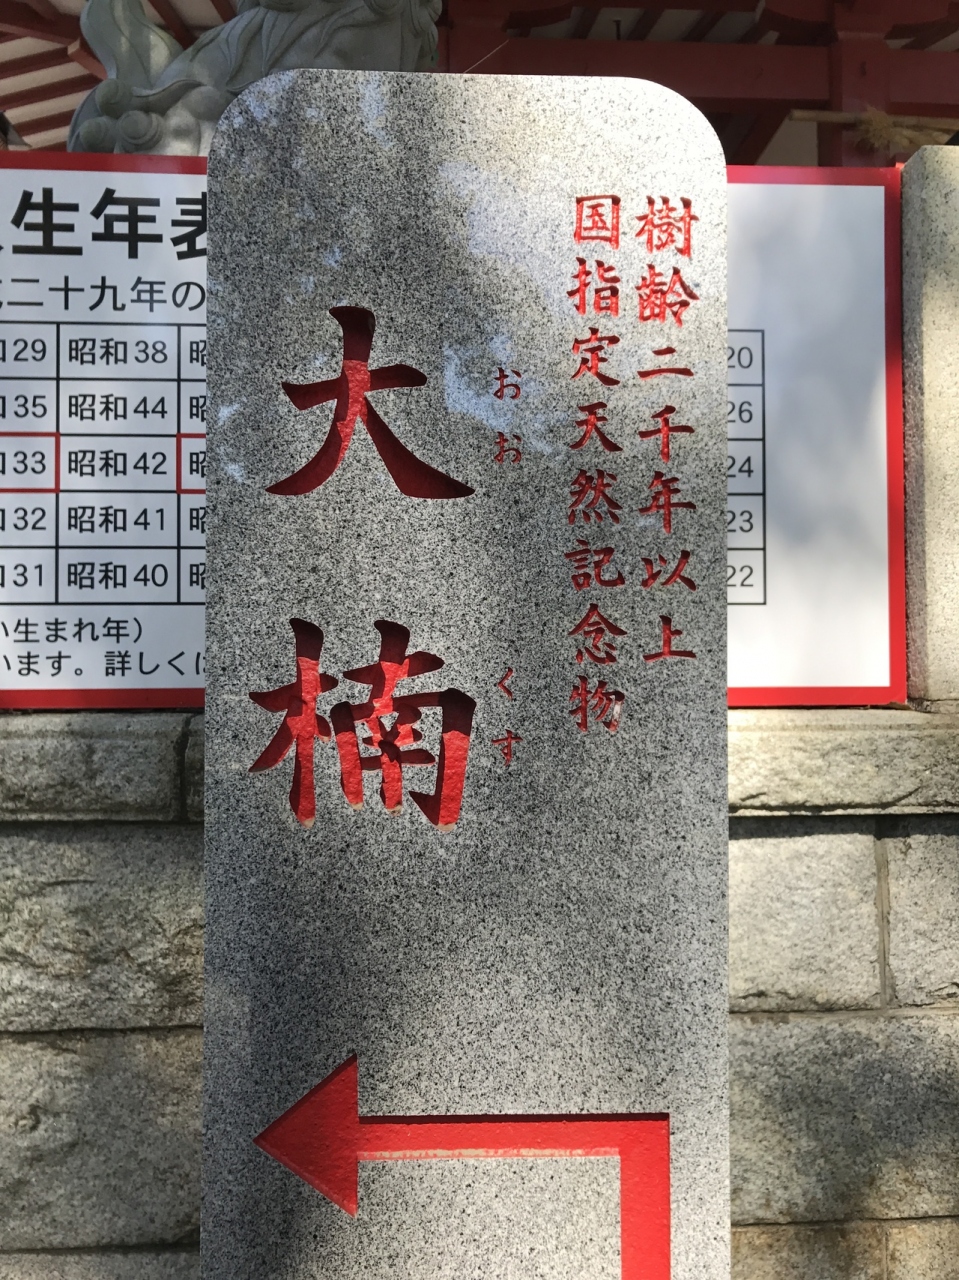 樹齢二千年以上
国指定天然記念物
おお
くす
大楠
生年表
二十九年の
29 昭和38
20
35 昭和44
26
33 昭和42
24
32 昭和41
23
31 昭和40
22
い生まれ年）
います。詳しくは